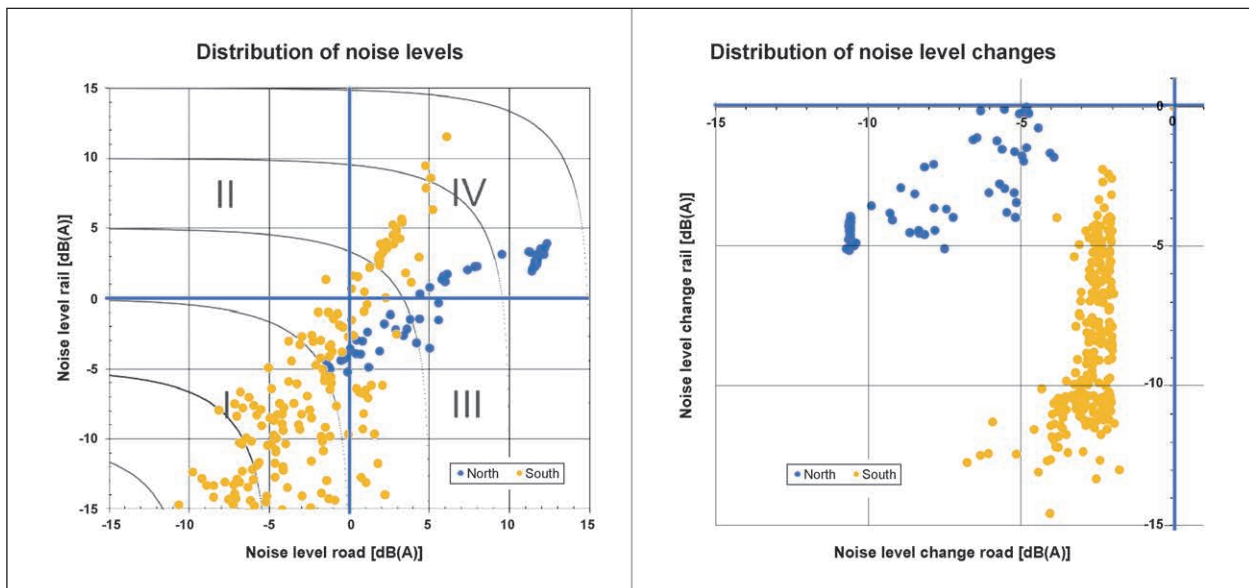 Distribution of noise levels
15
10
5
0
-5
-10
-15
-15
-10
-5
0
5
10
15
Noise level rail [dB(A)]
Noise level road [dB(A)]
II
IV
I
III
North
South
Distribution of noise level changes
-15
-10
-5
0
0
-5
-10
-15
Noise level change rail [dB(A)]
Noise level change road [dB(A)]
North
South